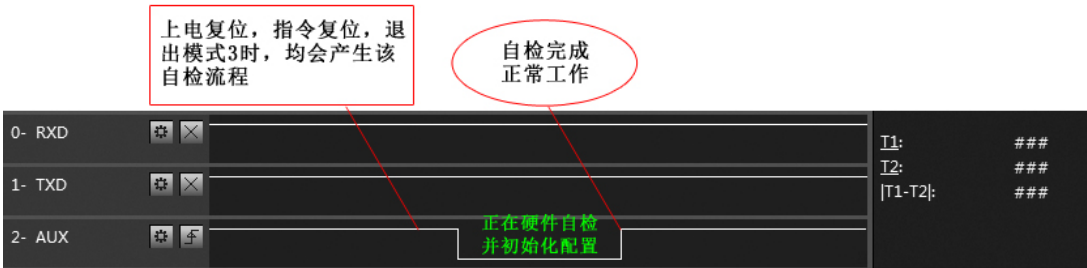 上电复位，指令复位，退
出模式3时，均会产生该
自检流程
自检完成
正常工作
0- RXD
T1: ###
T2: ###
1- TXD
|T1-T2|: ###
正在硬件自检
2- AUX
并初始化配置